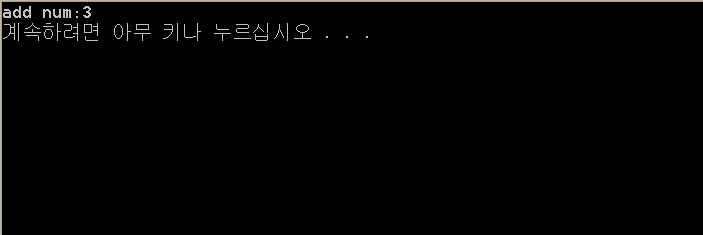 add num:3
계속하려면 아무 키나 누르십시오 . . .